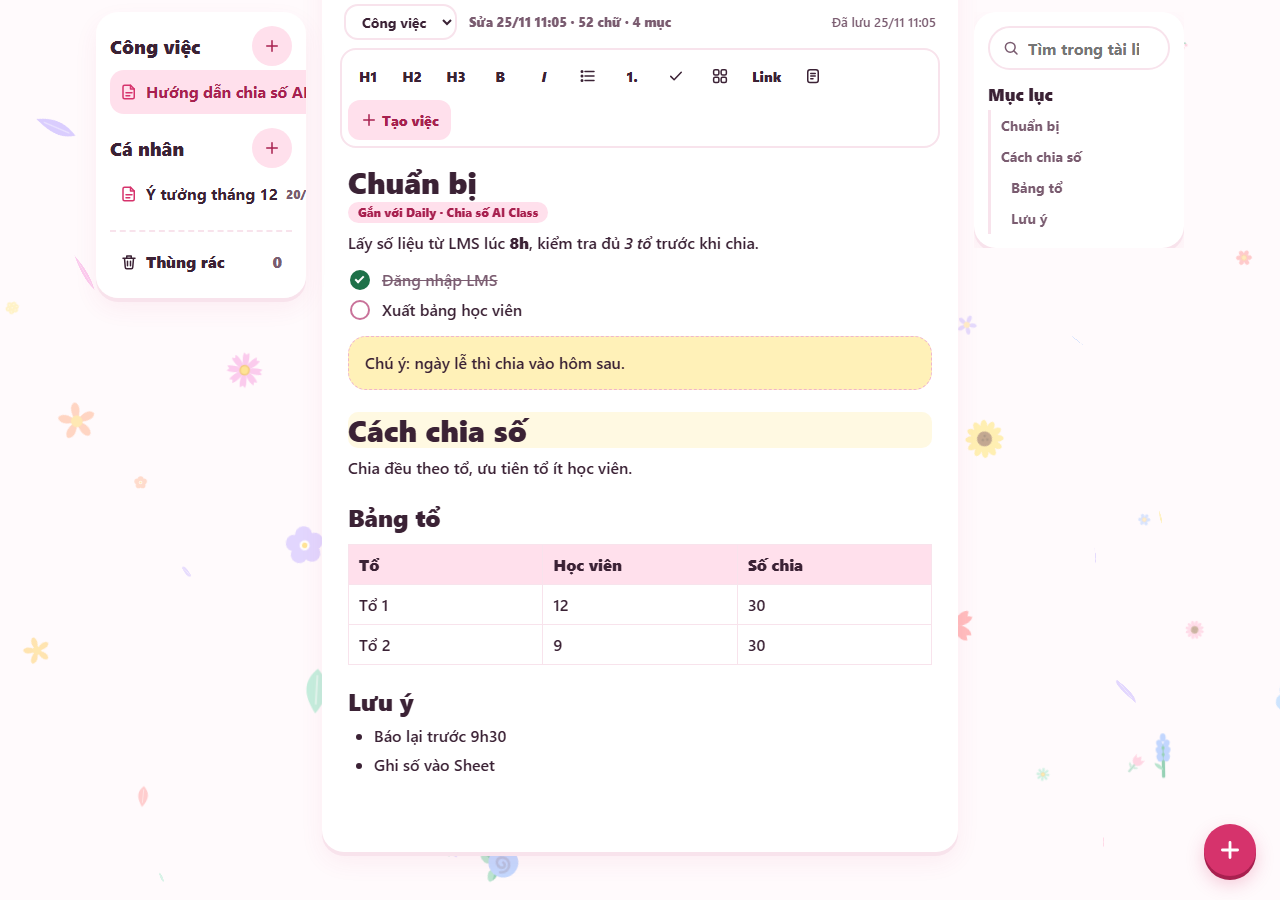 Công việc
Hướng dẫn chia số AI
Cá nhân
Ý tưởng tháng 12 20/
Thùng rác 0
Công việc
Sửa 25/11 11:05 · 52 chữ · 4 mục
Đã lưu 25/11 11:05
H1 H2 H3 B I 1. Link
Tạo việc
Chuẩn bị
Gắn với Daily · Chia số AI Class
Lấy số liệu từ LMS lúc 8h, kiểm tra đủ 3 tổ trước khi chia.
Đăng nhập LMS
Xuất bảng học viên
Chú ý: ngày lễ thì chia vào hôm sau.
Cách chia số
Chia đều theo tổ, ưu tiên tổ ít học viên.
Bảng tổ
Tổ Học viên Số chia
Tổ 1 12 30
Tổ 2 9 30
Lưu ý
Báo lại trước 9h30
Ghi số vào Sheet
Tìm trong tài li
Mục lục
Chuẩn bị
Cách chia số
Bảng tổ
Lưu ý